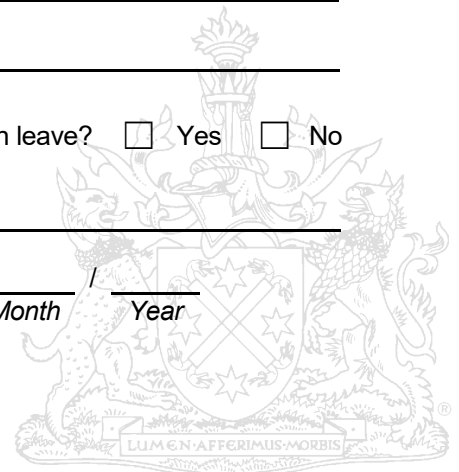 n leave? ☐ Yes ☐ No
/
Month Year
LUMEN·AFFERIMUS·MORBIS
®